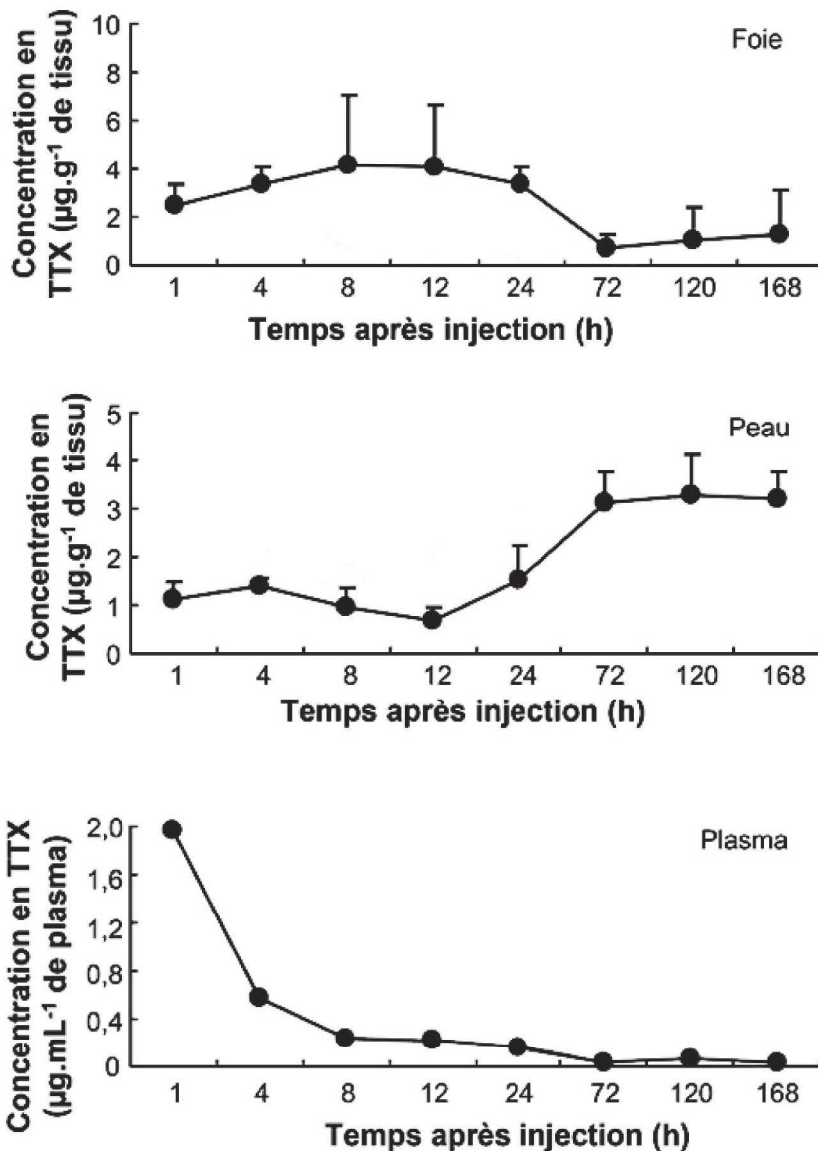 Concentration en
TTX (µg.g⁻¹ de tissu)
10
8
6
4
2
0
Foie
1 4 8 12 24 72 120 168
Temps après injection (h)
Concentration en
TTX (µg.g⁻¹ de tissu)
5
4
3
2
1
0
Peau
1 4 8 12 24 72 120 168
Temps après injection (h)
Concentration en TTX
(µg.mL⁻¹ de plasma)
2,0
1,6
1,2
0,8
0,4
0
Plasma
1 4 8 12 24 72 120 168
Temps après injection (h)